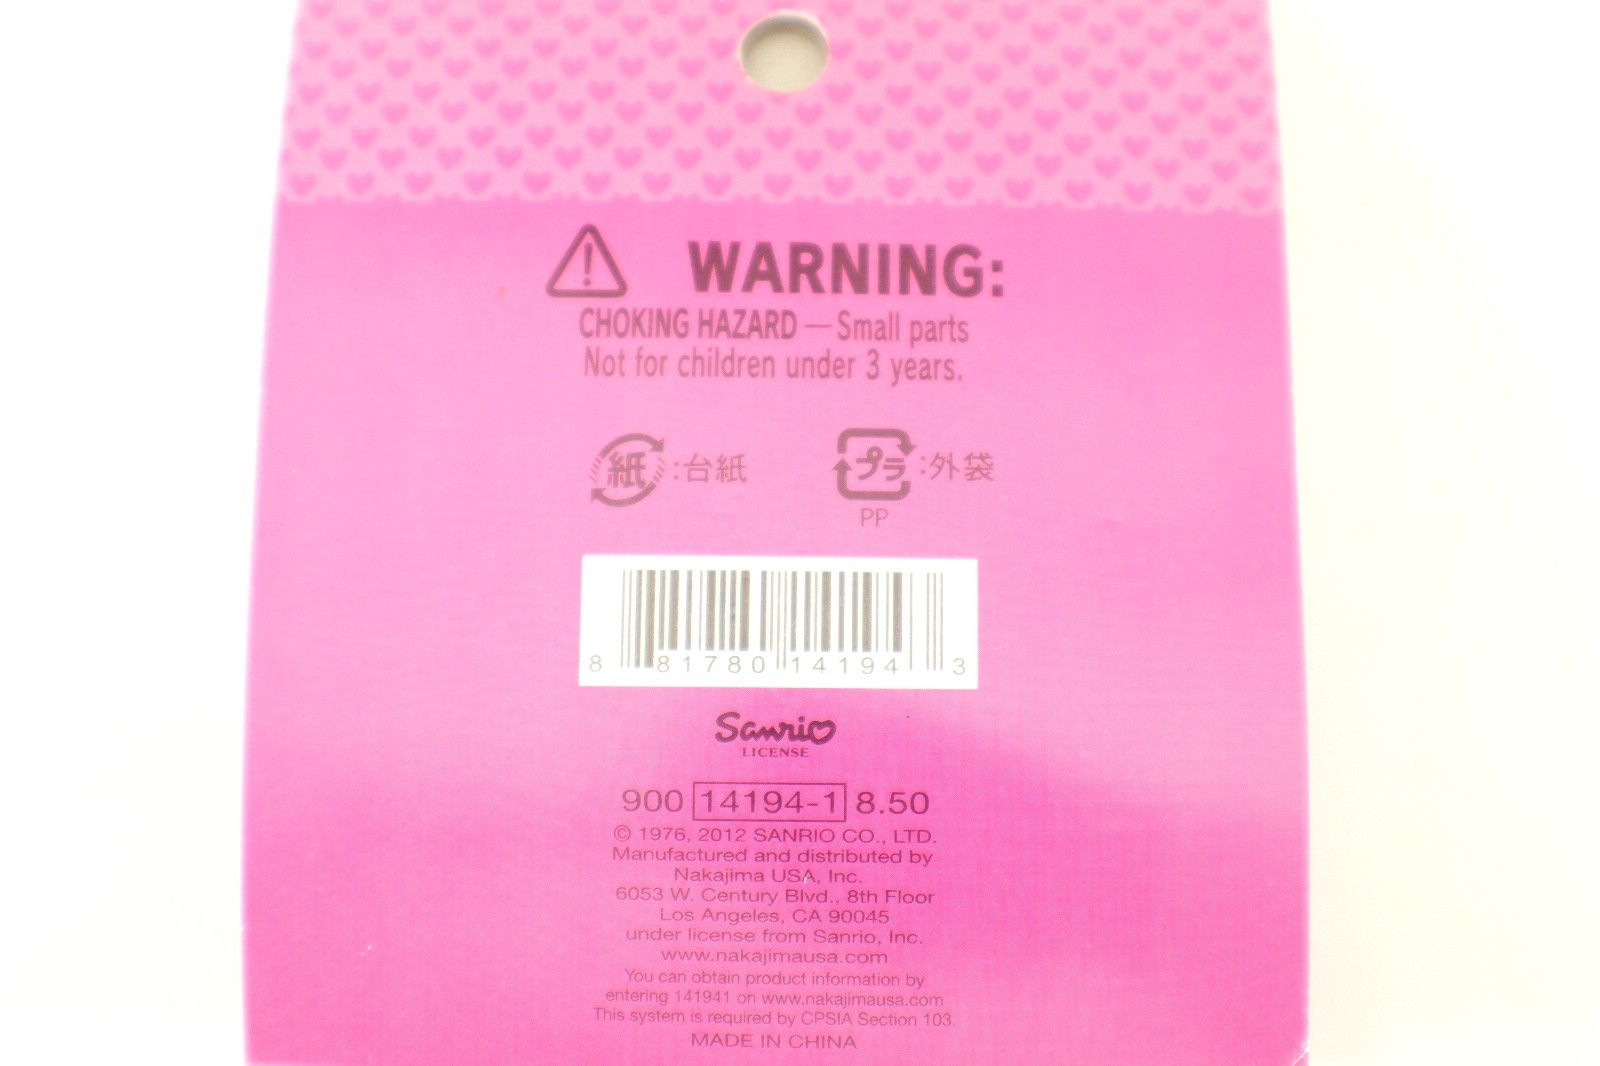 WARNING:
CHOKING HAZARD — Small parts
Not for children under 3 years.
紙 :台紙 プラ :外袋
PP
8 81780 14194 3
Sanrio
LICENSE
900 14194-1 8.50
© 1976, 2012 SANRIO CO., LTD.
Manufactured and distributed by
Nakajima USA, Inc.
6053 W. Century Blvd., 8th Floor
Los Angeles, CA 90045
under license from Sanrio, Inc.
www.nakajimausa.com
You can obtain product information by
entering 141941 on www.nakajimausa.com
This system is required by CPSIA Section 103.
MADE IN CHINA